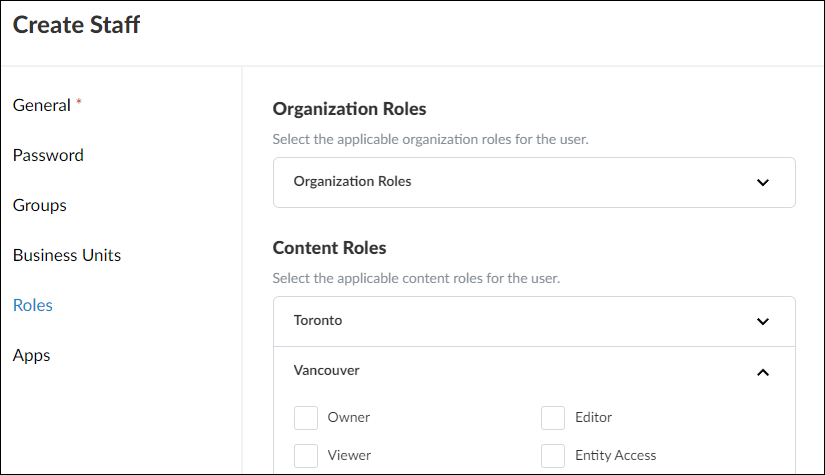 Create Staff
General *
Password
Groups
Business Units
Roles
Apps
Organization Roles
Select the applicable organization roles for the user.
Organization Roles
Content Roles
Select the applicable content roles for the user.
Toronto
Vancouver
Owner
Editor
Viewer
Entity Access